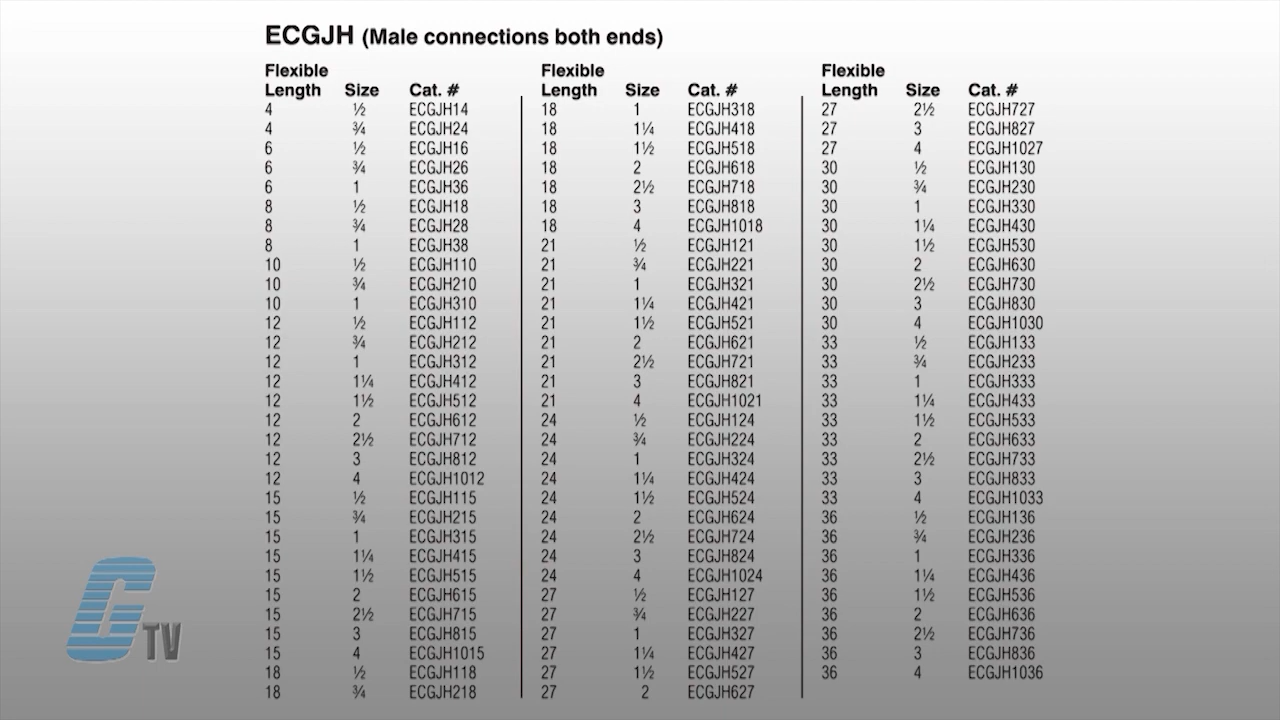 ECGJH (Male connections both ends)
Flexible
Length Size Cat. #
4 ½ ECGJH14
4 ¾ ECGJH24
6 ½ ECGJH16
6 ¾ ECGJH26
6 1 ECGJH36
8 ½ ECGJH18
8 ¾ ECGJH28
8 1 ECGJH38
10 ½ ECGJH110
10 ¾ ECGJH210
10 1 ECGJH310
12 ½ ECGJH112
12 ¾ ECGJH212
12 1 ECGJH312
12 1¼ ECGJH412
12 1½ ECGJH512
12 2 ECGJH612
12 2½ ECGJH712
12 3 ECGJH812
12 4 ECGJH1012
15 ½ ECGJH115
15 ¾ ECGJH215
15 1 ECGJH315
15 1¼ ECGJH415
15 1½ ECGJH515
15 2 ECGJH615
15 2½ ECGJH715
15 3 ECGJH815
15 4 ECGJH1015
18 ½ ECGJH118
18 ¾ ECGJH218
Flexible
Length Size Cat. #
18 1 ECGJH318
18 1¼ ECGJH418
18 1½ ECGJH518
18 2 ECGJH618
18 2½ ECGJH718
18 3 ECGJH818
18 4 ECGJH1018
21 ½ ECGJH121
21 ¾ ECGJH221
21 1 ECGJH321
21 1¼ ECGJH421
21 1½ ECGJH521
21 2 ECGJH621
21 2½ ECGJH721
21 3 ECGJH821
21 4 ECGJH1021
24 ½ ECGJH124
24 ¾ ECGJH224
24 1 ECGJH324
24 1¼ ECGJH424
24 1½ ECGJH524
24 2 ECGJH624
24 2½ ECGJH724
24 3 ECGJH824
24 4 ECGJH1024
27 ½ ECGJH127
27 ¾ ECGJH227
27 1 ECGJH327
27 1¼ ECGJH427
27 1½ ECGJH527
27 2 ECGJH627
Flexible
Length Size Cat. #
27 2½ ECGJH727
27 3 ECGJH827
27 4 ECGJH1027
30 ½ ECGJH130
30 ¾ ECGJH230
30 1 ECGJH330
30 1¼ ECGJH430
30 1½ ECGJH530
30 2 ECGJH630
30 2½ ECGJH730
30 3 ECGJH830
30 4 ECGJH1030
33 ½ ECGJH133
33 ¾ ECGJH233
33 1 ECGJH333
33 1¼ ECGJH433
33 1½ ECGJH533
33 2 ECGJH633
33 2½ ECGJH733
33 3 ECGJH833
33 4 ECGJH1033
36 ½ ECGJH136
36 ¾ ECGJH236
36 1 ECGJH336
36 1¼ ECGJH436
36 1½ ECGJH536
36 2 ECGJH636
36 2½ ECGJH736
36 3 ECGJH836
36 4 ECGJH1036
G TV